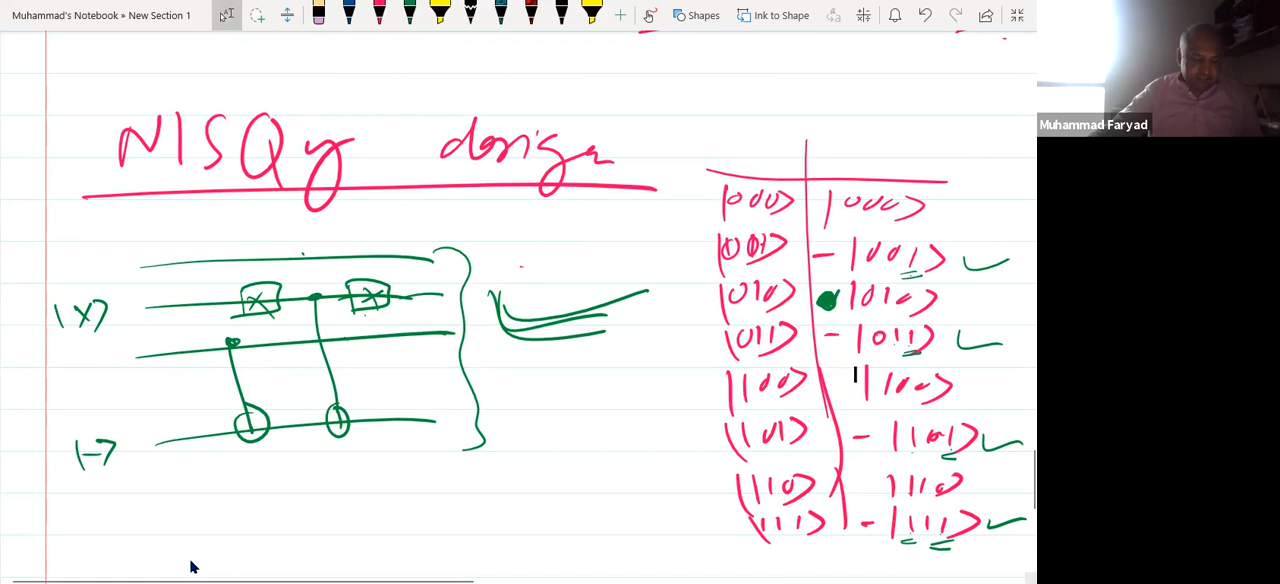 Muhammad's Notebook » New Section 1
Shapes
Ink to Shape
Muhammad Faryad
NISQy design
|000⟩ |000⟩
|001⟩ -|001⟩ ✓
|010⟩ |010⟩
|011⟩ -|011⟩ ✓
|100⟩ |100⟩
|101⟩ -|101⟩ ✓
|110⟩ |110⟩
|111⟩ -|111⟩ ✓
X X
|x⟩
|-⟩